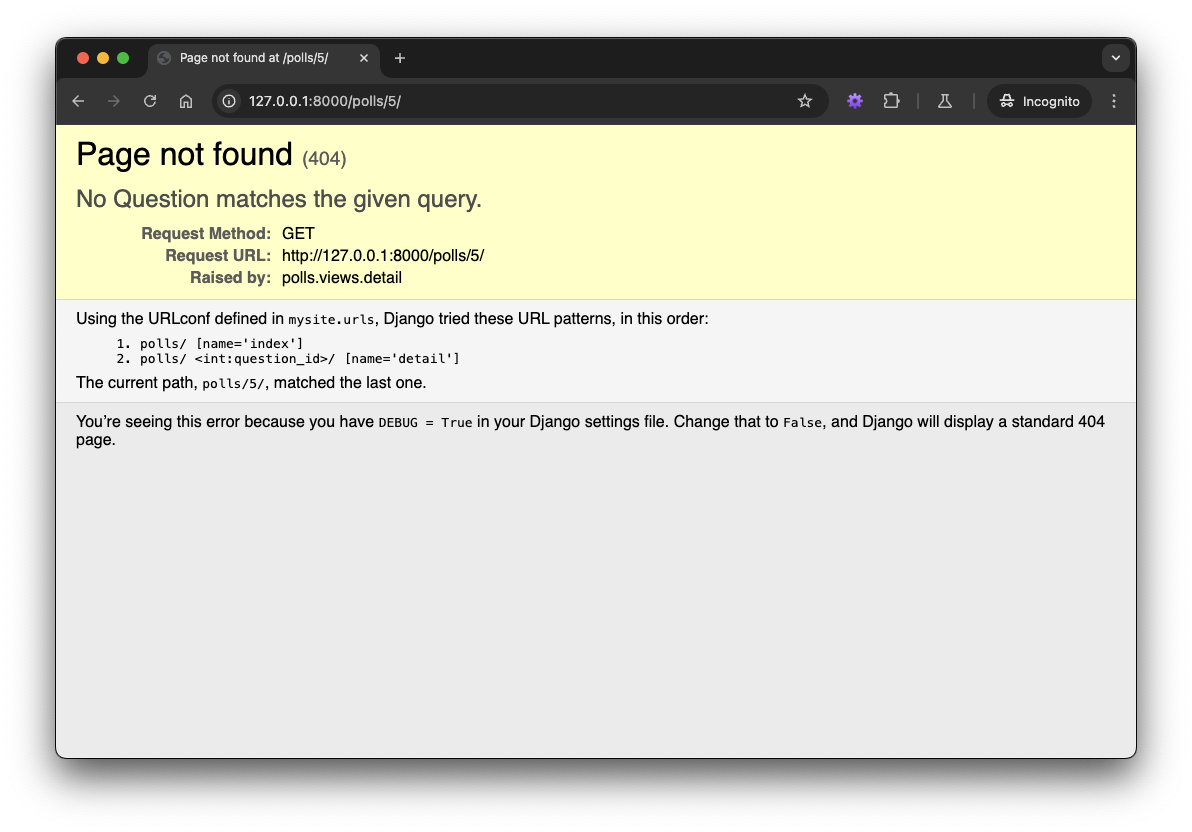 Page not found at /polls/5/
127.0.0.1:8000/polls/5/
Incognito
Page not found (404)
No Question matches the given query.
Request Method: GET
Request URL: http://127.0.0.1:8000/polls/5/
Raised by: polls.views.detail
Using the URLconf defined in mysite.urls, Django tried these URL patterns, in this order:
1. polls/ [name='index']
2. polls/ <int:question_id>/ [name='detail']
The current path, polls/5/, matched the last one.
You’re seeing this error because you have DEBUG = True in your Django settings file. Change that to False, and Django will display a standard 404
page.